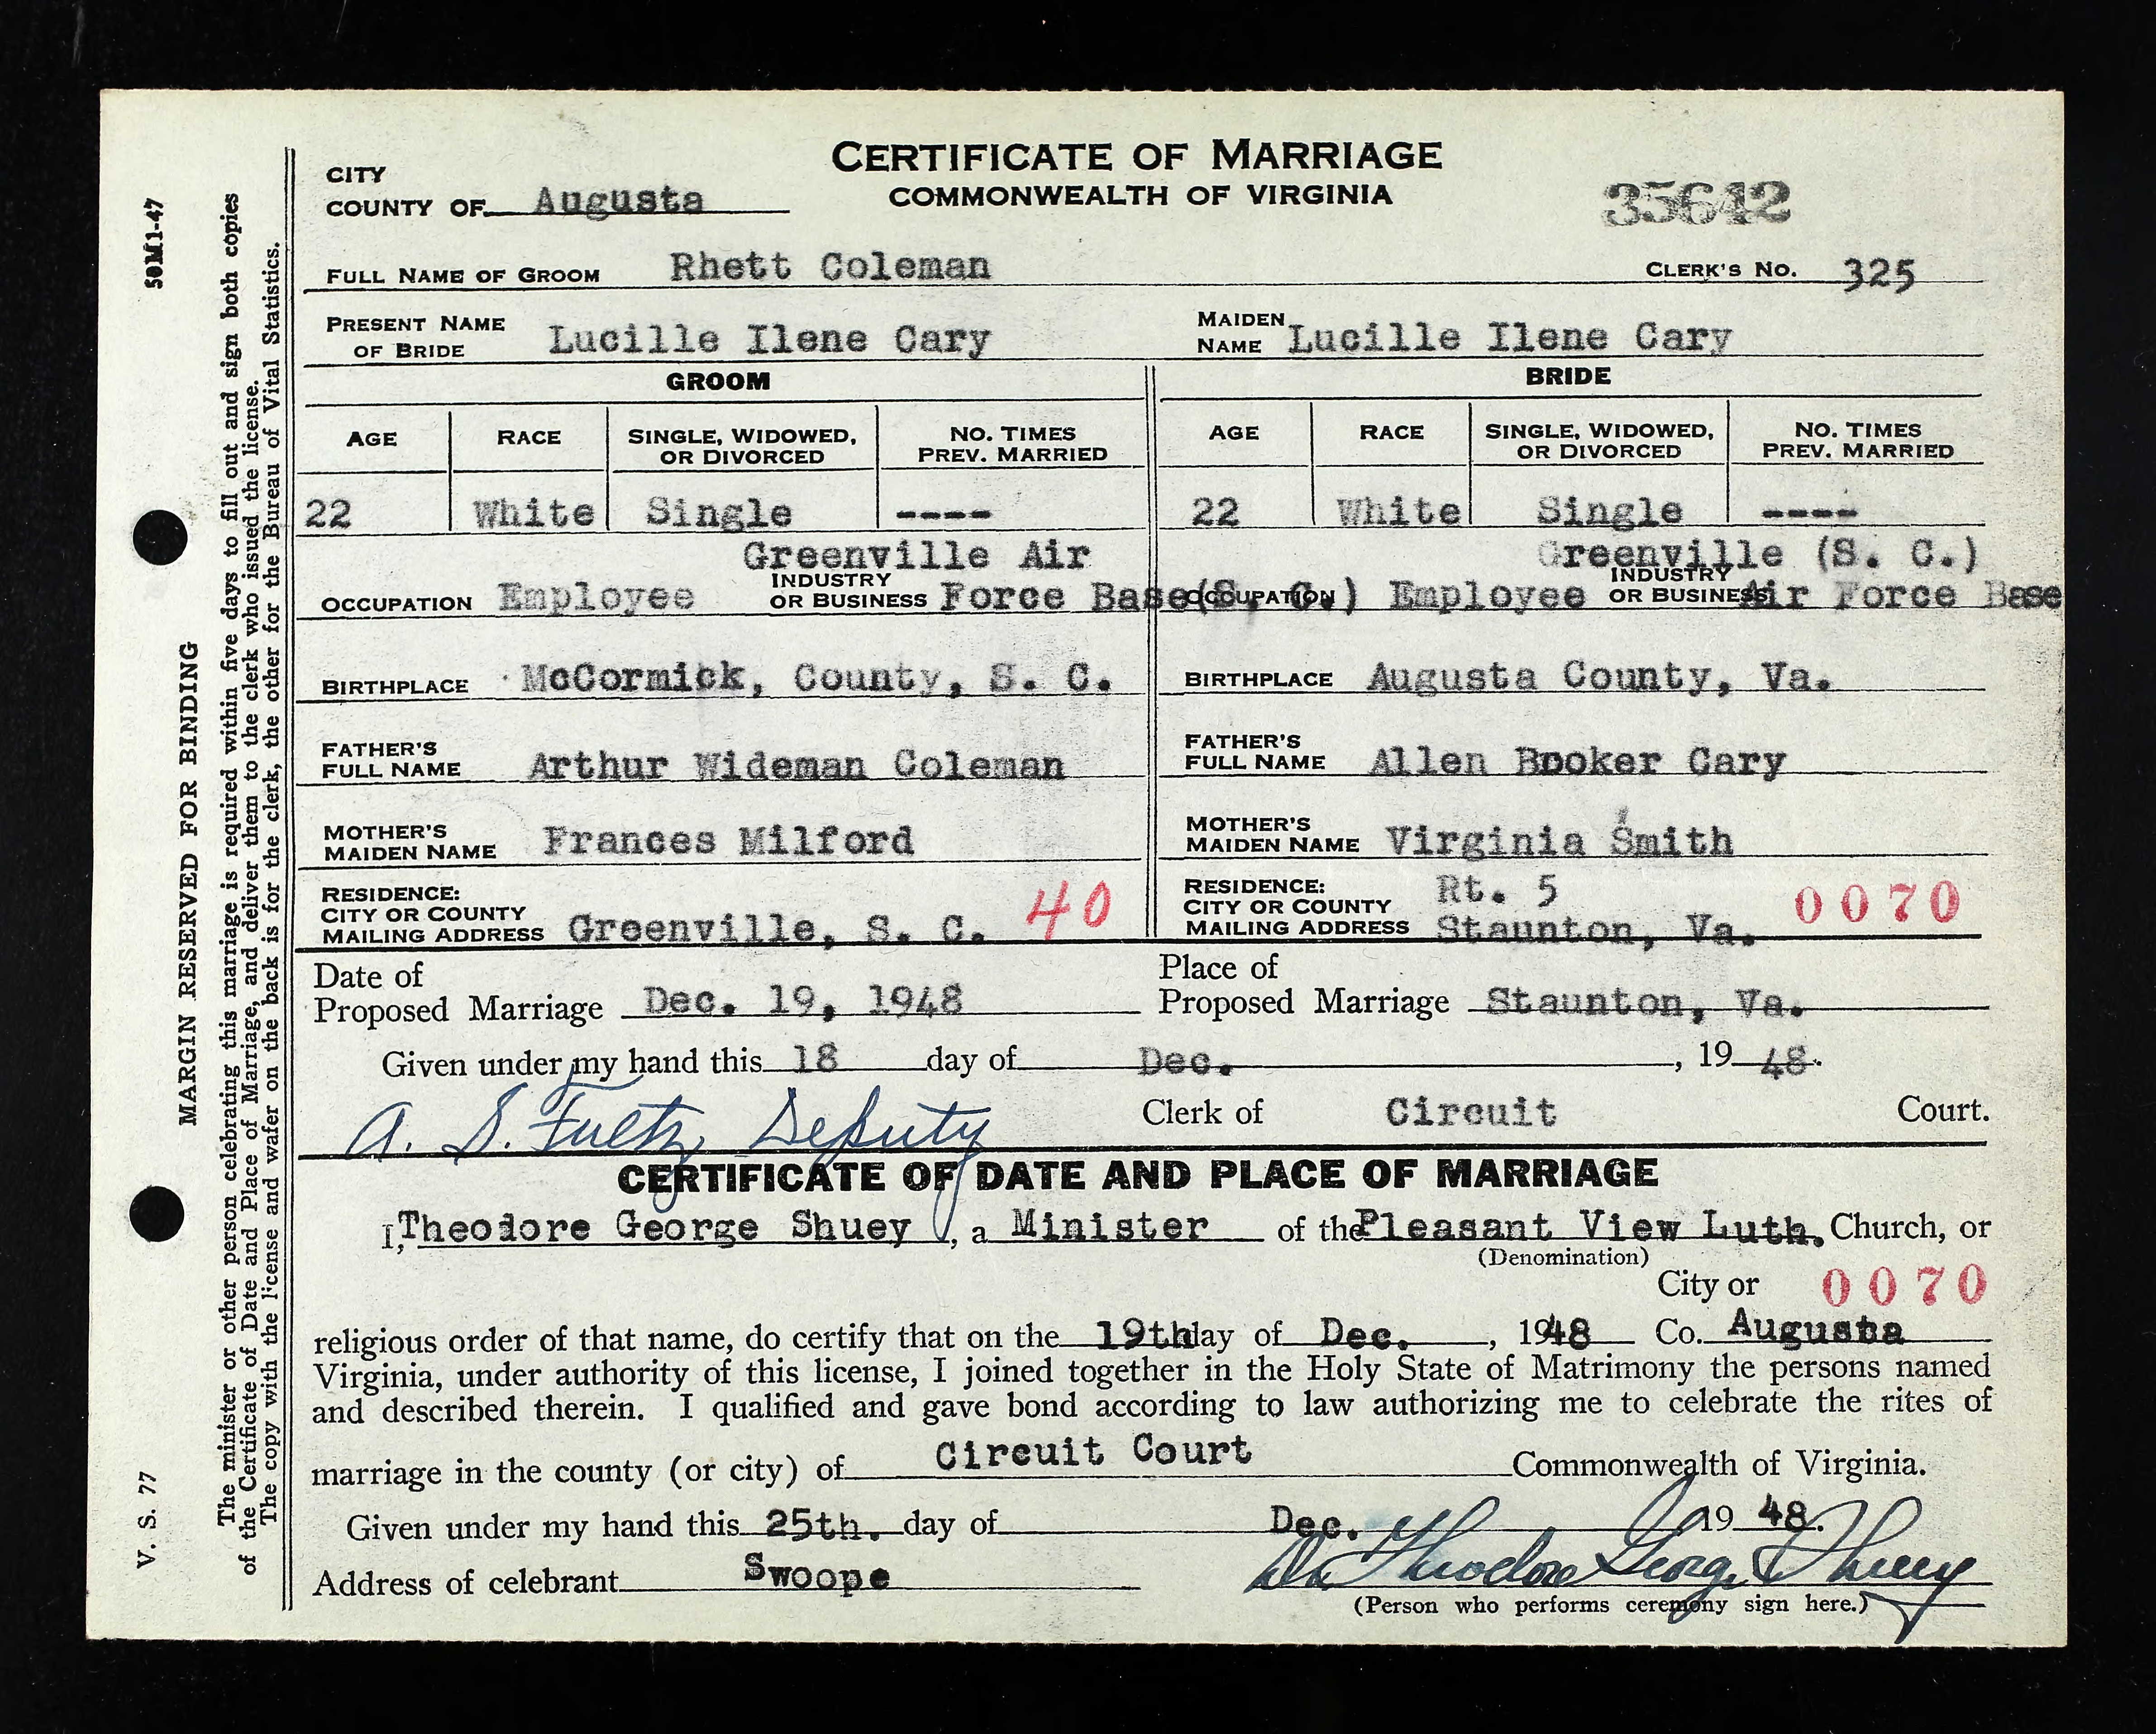 CERTIFICATE OF MARRIAGE
COMMONWEALTH OF VIRGINIA
CITY
COUNTY OF Augusta
35642
FULL NAME OF GROOM Rhett Coleman CLERK'S NO. 325
PRESENT NAME OF BRIDE Lucille Ilene Cary MAIDEN NAME Lucille Ilene Cary
GROOM BRIDE
AGE RACE SINGLE, WIDOWED, OR DIVORCED NO. TIMES PREV. MARRIED AGE RACE SINGLE, WIDOWED, OR DIVORCED NO. TIMES PREV. MARRIED
22 White Single ---- 22 White Single ----
OCCUPATION Employee INDUSTRY OR BUSINESS Greenville Air Force Base(S. C.) OCCUPATION Employee INDUSTRY OR BUSINESS Greenville (S. C.) Air Force Base
BIRTHPLACE McCormick, County, S. C. BIRTHPLACE Augusta County, Va.
FATHER'S FULL NAME Arthur Wideman Coleman FATHER'S FULL NAME Allen Booker Cary
MOTHER'S MAIDEN NAME Frances Milford MOTHER'S MAIDEN NAME Virginia Smith
RESIDENCE: CITY OR COUNTY MAILING ADDRESS Greenville, S. C. 40 RESIDENCE: CITY OR COUNTY MAILING ADDRESS Rt. 5 Staunton, Va. 0070
Date of Proposed Marriage Dec. 19, 1948 Place of Proposed Marriage Staunton, Va.
Given under my hand this 18 day of Dec. , 19 48.
A. S. Fultz, Deputy Clerk of Circuit Court.
CERTIFICATE OF DATE AND PLACE OF MARRIAGE
I, Theodore George Shuey, a Minister of the Pleasant View Luth. Church, or
(Denomination)
City or 0070
religious order of that name, do certify that on the 19th day of Dec. , 1948 Co. Augusta
Virginia, under authority of this license, I joined together in the Holy State of Matrimony the persons named
and described therein. I qualified and gave bond according to law authorizing me to celebrate the rites of
marriage in the county (or city) of Circuit Court Commonwealth of Virginia.
Given under my hand this 25th. day of Dec. 19 48.
Address of celebrant Swoope Dr. Theodore George Shuey
(Person who performs ceremony sign here.)
50M11-47
V. S. 77
MARGIN RESERVED FOR BINDING
The minister or other person celebrating this marriage is required within five days to fill out and sign both copies
of the Certificate of Date and Place of Marriage, and deliver them to the clerk who issued the license.
The copy with the license and wafer on the back is for the clerk, the other for the Bureau of Vital Statistics.